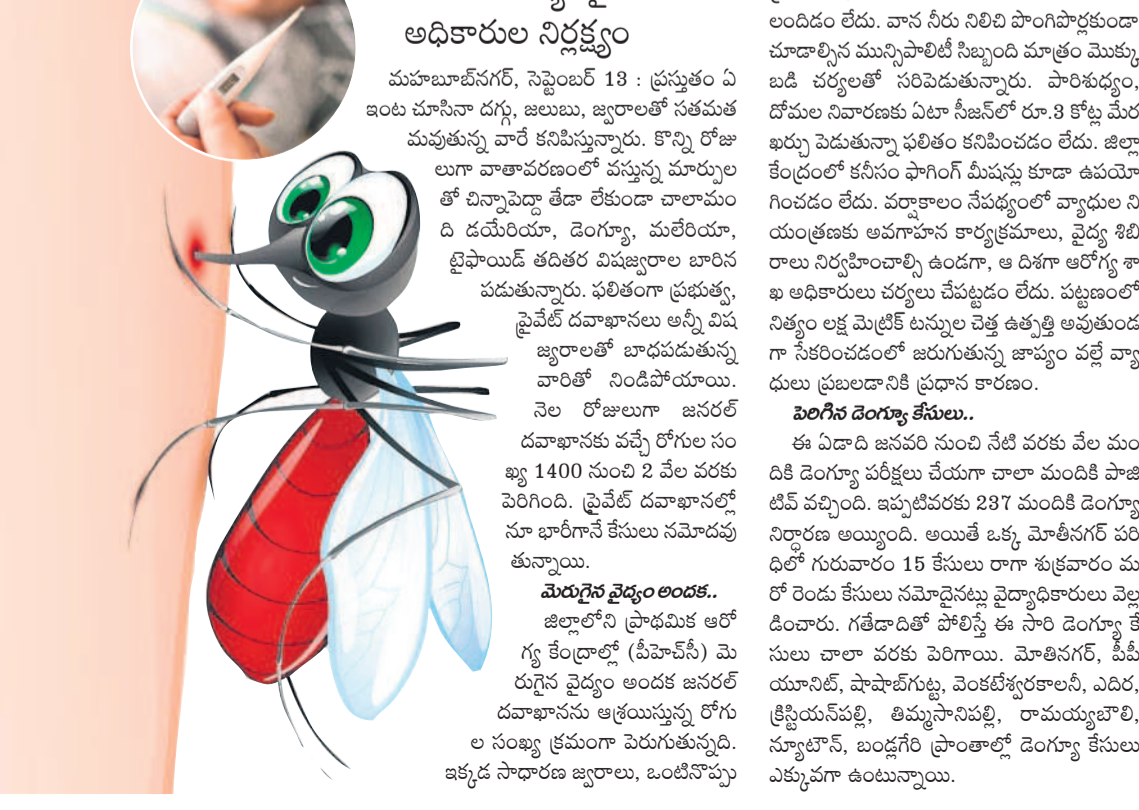 అధికారుల నిర్లక్ష్యం
మహబూబ్‌నగర్, సెప్టెంబర్ 13 : ప్రస్తుతం ఏ
ఇంట చూసినా దగ్గు, జలుబు, జ్వరాలతో సతమత
మవుతున్న వారే కనిపిస్తున్నారు. కొన్ని రోజు
లుగా వాతావరణంలో వస్తున్న మార్పుల
తో చిన్నాపెద్దా తేడా లేకుండా చాలామం
ది డయేరియా, డెంగ్యూ, మలేరియా,
టైఫాయిడ్ తదితర విషజ్వరాల బారిన
పడుతున్నారు. ఫలితంగా ప్రభుత్వ,
ప్రైవేట్ దవాఖానలు అన్నీ విష
జ్వరాలతో బాధపడుతున్న
వారితో నిండిపోయాయి.
నెల రోజులుగా జనరల్
దవాఖానకు వచ్చే రోగుల సం
ఖ్య 1400 నుంచి 2 వేల వరకు
పెరిగింది. ప్రైవేట్ దవాఖానల్లో
నూ భారీగానే కేసులు నమోదవు
తున్నాయి.
మెరుగైన వైద్యం అందక..
జిల్లాలోని ప్రాథమిక ఆరో
గ్య కేంద్రాల్లో (పీహెచ్‌సీ) మె
రుగైన వైద్యం అందక జనరల్
దవాఖానను ఆశ్రయిస్తున్న రోగు
ల సంఖ్య క్రమంగా పెరుగుతున్నది.
ఇక్కడ సాధారణ జ్వరాలు, ఒంటినొప్పు
లందిడం లేదు. వాన నీరు నిలిచి పొంగిపొర్లకుండా
చూడాల్సిన మున్సిపాలిటీ సిబ్బంది మాత్రం మొక్కు
బడి చర్యలతో సరిపెడుతున్నారు. పారిశుధ్యం,
దోమల నివారణకు ఏటా సీజన్‌లో రూ.3 కోట్ల మేర
ఖర్చు పెడుతున్నా ఫలితం కనిపించడం లేదు. జిల్లా
కేంద్రంలో కనీసం ఫాగింగ్ మీషన్లు కూడా ఉపయో
గించడం లేదు. వర్షాకాలం నేపథ్యంలో వ్యాధుల ని
యంత్రణకు అవగాహన కార్యక్రమాలు, వైద్య శిబి
రాలు నిర్వహించాల్సి ఉండగా, ఆ దిశగా ఆరోగ్య శా
ఖ అధికారులు చర్యలు చేపట్టడం లేదు. పట్టణంలో
నిత్యం లక్ష మెట్రిక్ టన్నుల చెత్త ఉత్పత్తి అవుతుండ
గా సేకరించడంలో జరుగుతున్న జాప్యం వల్లే వ్యా
ధులు ప్రబలడానికి ప్రధాన కారణం.
పెరిగిన డెంగ్యూ కేసులు..
ఈ ఏడాది జనవరి నుంచి నేటి వరకు వేల మం
దికి డెంగ్యూ పరీక్షలు చేయగా చాలా మందికి పాజి
టివ్ వచ్చింది. ఇప్పటివరకు 237 మందికి డెంగ్యూ
నిర్ధారణ అయ్యింది. అయితే ఒక్క మోతీనగర్ పరి
ధిలో గురువారం 15 కేసులు రాగా శుక్రవారం మ
రో రెండు కేసులు నమోదైనట్లు వైద్యాధికారులు వెల్ల
డించారు. గతేడాదితో పోలిస్తే ఈ సారి డెంగ్యూ కే
సులు చాలా వరకు పెరిగాయి. మోతినగర్, పీపీ
యూనిట్, షాషాబ్‌గుట్ట, వెంకటేశ్వరకాలనీ, ఎదిర,
క్రిస్టియన్‌పల్లి, తిమ్మసానిపల్లి, రామయ్యబౌలి,
న్యూటౌన్, బండ్లగేరి ప్రాంతాల్లో డెంగ్యూ కేసులు
ఎక్కువగా ఉంటున్నాయి.